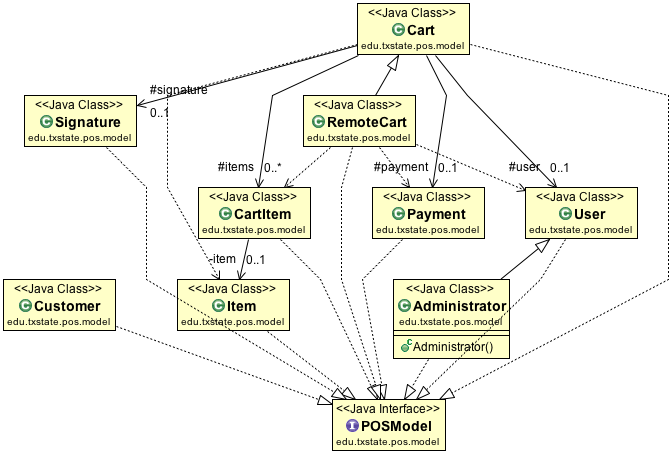 <<Java Class>>
C Cart
edu.txstate.pos.model
#signature
0..1
<<Java Class>>
C Signature
edu.txstate.pos.model
<<Java Class>>
C RemoteCart
edu.txstate.pos.model
#items
0..*
#payment
0..1
#user
0..1
<<Java Class>>
C CartItem
edu.txstate.pos.model
<<Java Class>>
C Payment
edu.txstate.pos.model
<<Java Class>>
C User
edu.txstate.pos.model
-item
0..1
<<Java Class>>
C Customer
edu.txstate.pos.model
<<Java Class>>
C Item
edu.txstate.pos.model
<<Java Class>>
C Administrator
edu.txstate.pos.model
C Administrator()
<<Java Interface>>
I POSModel
edu.txstate.pos.model